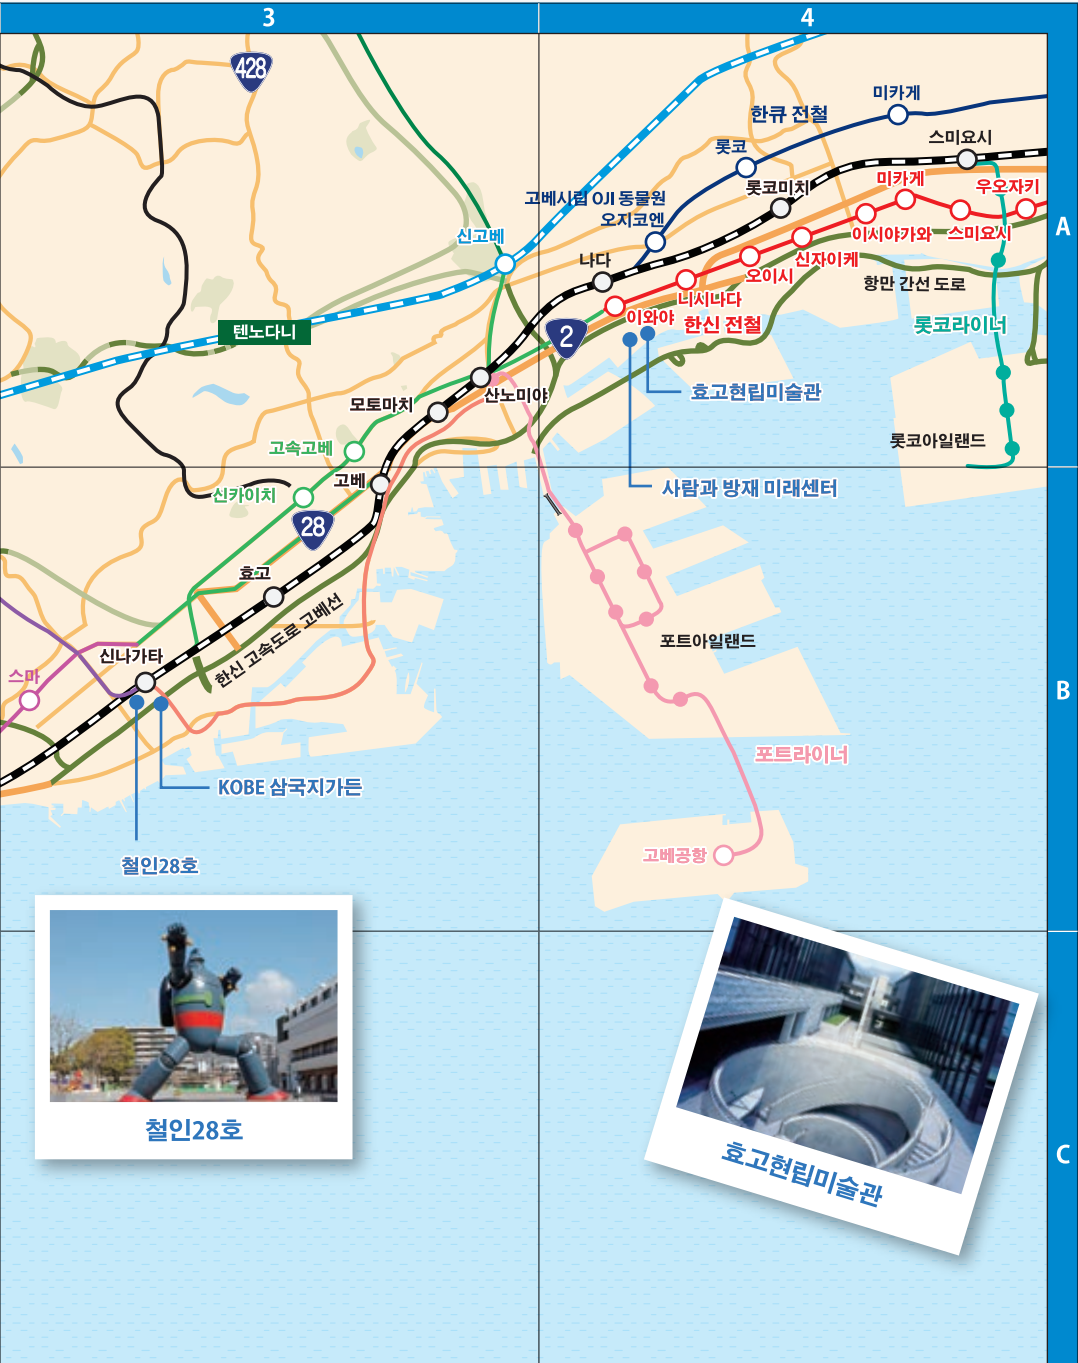 3
4
428
미카게
한큐 전철
스미요시
롯코
롯코미치
미카게
우오자키
고베시립 OJI 동물원
오지코엔
A
신고베
이시야가와
스미요시
나다
신자이케
오이시
항만 간선 도로
니시나다
이와야
한신 전철
롯코라이너
텐노다니
2
효고현립미술관
산노미야
모토마치
롯코아일랜드
고속고베
고베
신카이치
사람과 방재 미래센터
28
효고
한신 고속도로 고베선
포트아일랜드
신나가타
스마
B
포트라이너
KOBE 삼국지가든
고베공항
철인28호
철인28호
효고현립미술관
C